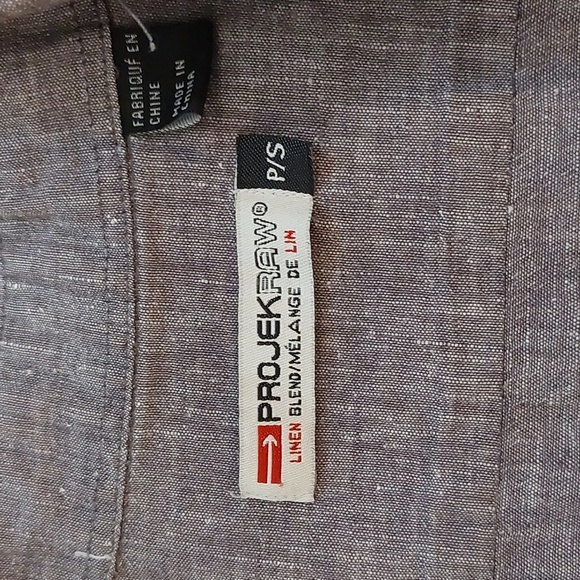 FABRIQUÉ EN
CHINE
MADE IN
CHINA
P/S
PROJEKRAW®
LINEN BLEND/MÉLANGE DE LIN